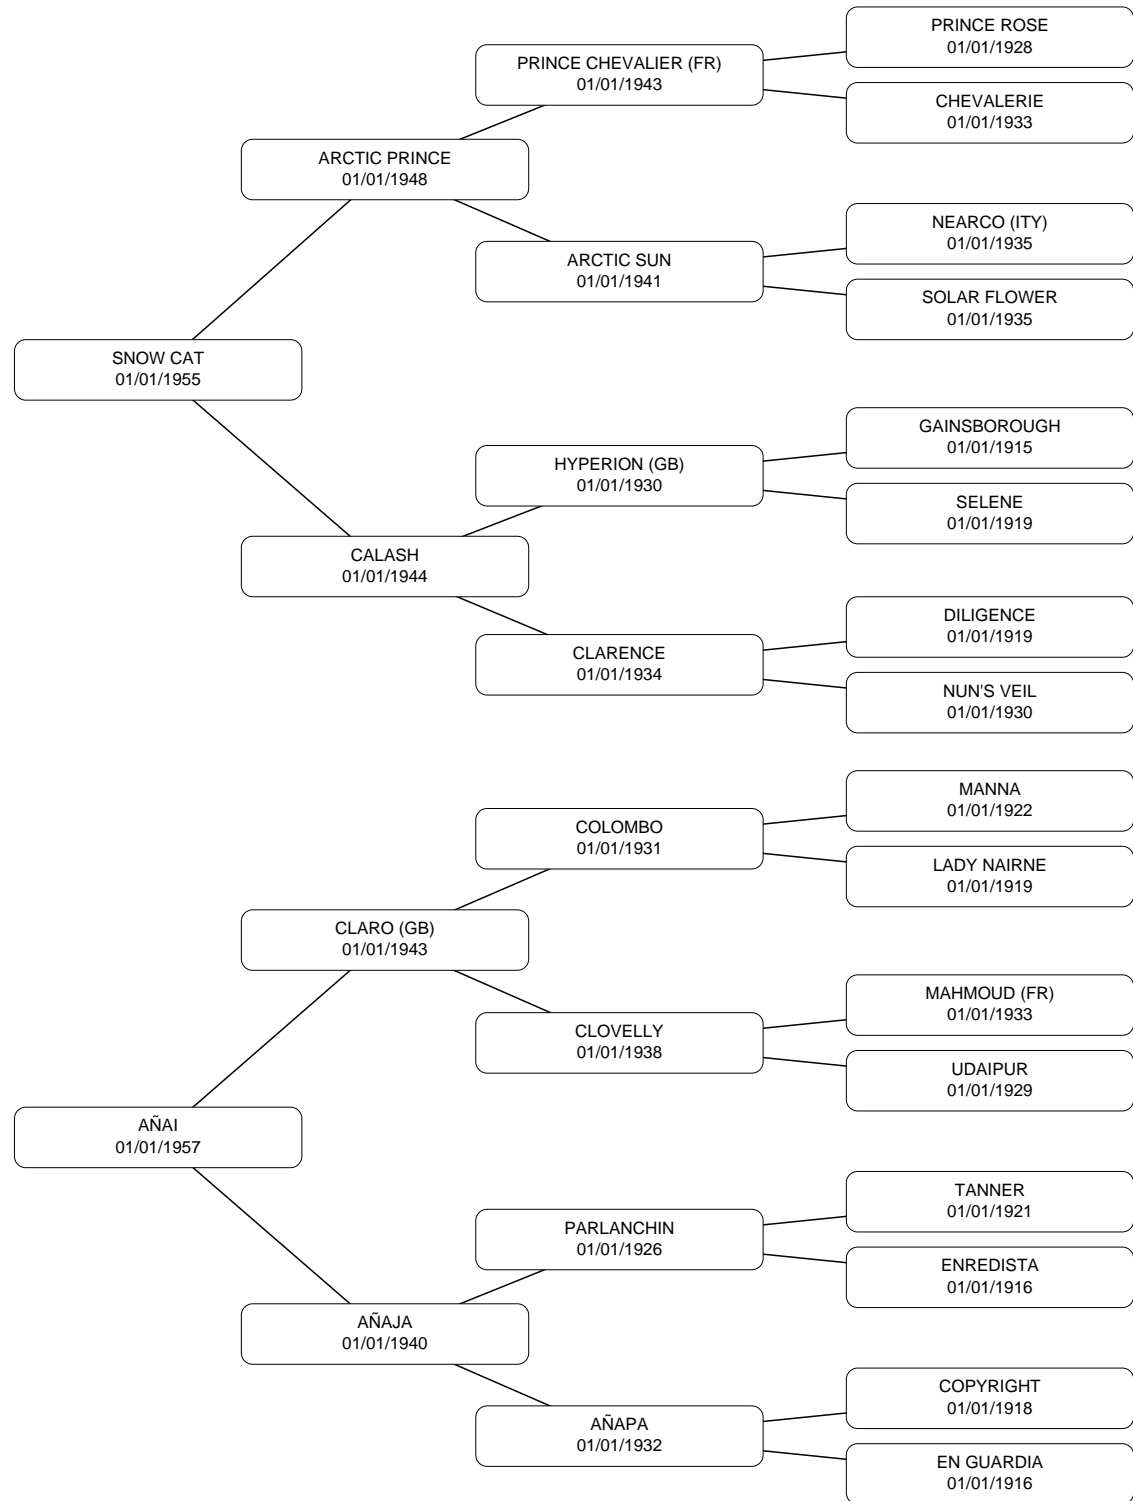 PRINCE ROSE
01/01/1928
PRINCE CHEVALIER (FR)
01/01/1943
CHEVALERIE
01/01/1933
ARCTIC PRINCE
01/01/1948
NEARCO (ITY)
01/01/1935
ARCTIC SUN
01/01/1941
SOLAR FLOWER
01/01/1935
SNOW CAT
01/01/1955
GAINSBOROUGH
01/01/1915
HYPERION (GB)
01/01/1930
SELENE
01/01/1919
CALASH
01/01/1944
DILIGENCE
01/01/1919
CLARENCE
01/01/1934
NUN'S VEIL
01/01/1930
MANNA
01/01/1922
COLOMBO
01/01/1931
LADY NAIRNE
01/01/1919
CLARO (GB)
01/01/1943
MAHMOUD (FR)
01/01/1933
CLOVELLY
01/01/1938
UDAIPUR
01/01/1929
AÑAI
01/01/1957
TANNER
01/01/1921
PARLANCHIN
01/01/1926
ENREDISTA
01/01/1916
AÑAJA
01/01/1940
COPYRIGHT
01/01/1918
AÑAPA
01/01/1932
EN GUARDIA
01/01/1916